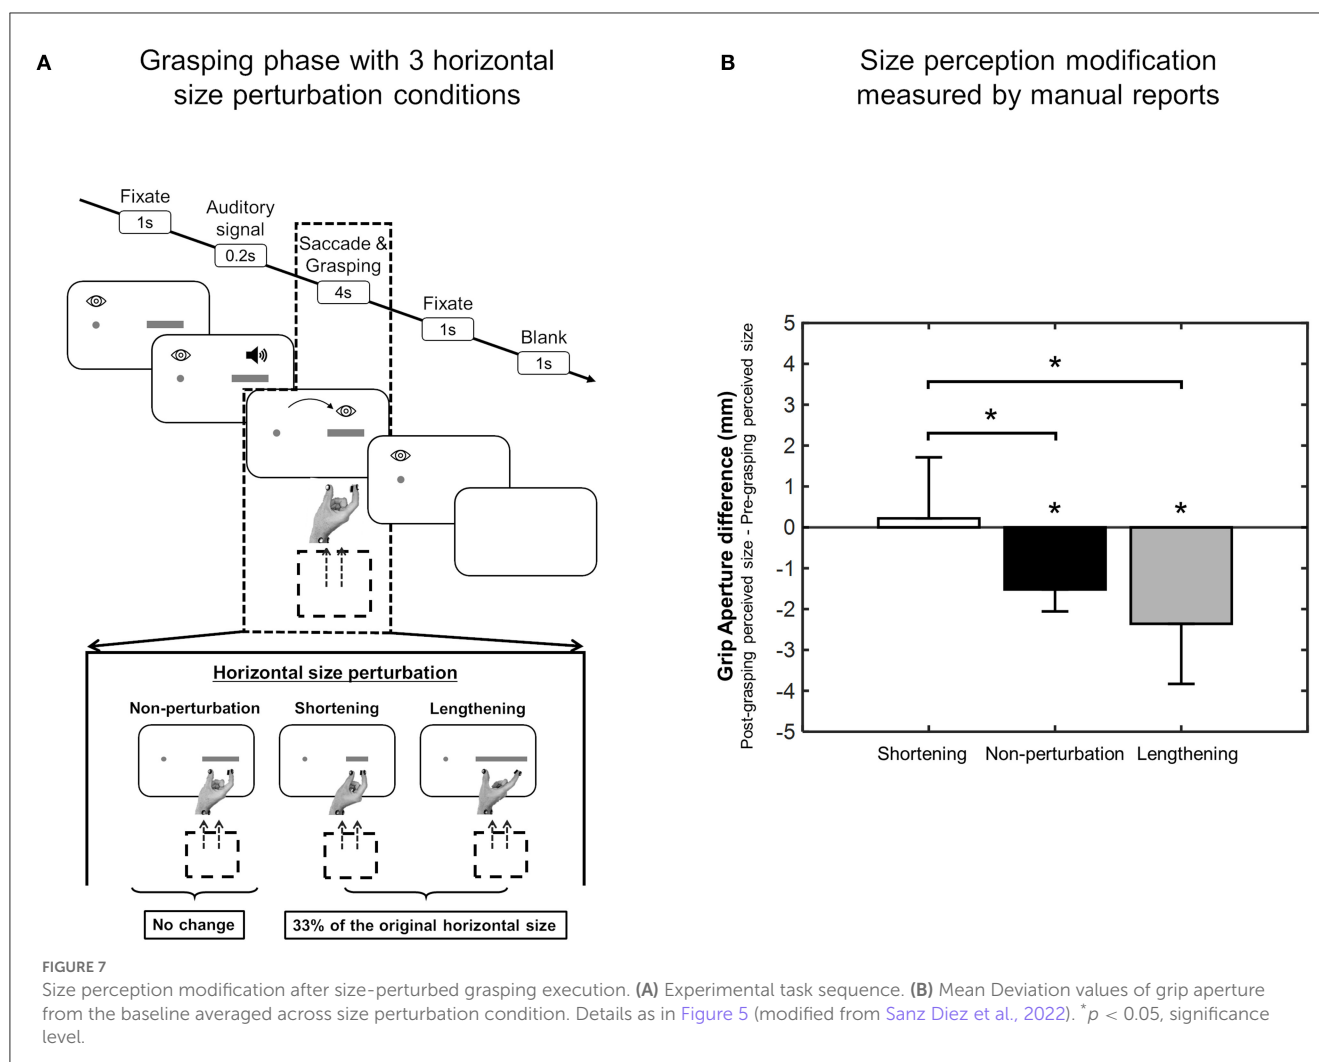 A
Grasping phase with 3 horizontal
size perturbation conditions
Fixate
1s
Auditory
signal
0.2s
Saccade &
Grasping
4s
Fixate
1s
Blank
1s
Horizontal size perturbation
Non-perturbation
Shortening
Lengthening
No change
33% of the original horizontal size
B
Size perception modification
measured by manual reports
Grip Aperture difference (mm)
Post-grasping perceived size - Pre-grasping perceived size
5
4
3
2
1
0
-1
-2
-3
-4
-5
*
*
*
*
Shortening
Non-perturbation
Lengthening
FIGURE 7
Size perception modification after size-perturbed grasping execution. (A) Experimental task sequence. (B) Mean Deviation values of grip aperture
from the baseline averaged across size perturbation condition. Details as in Figure 5 (modified from Sanz Diez et al., 2022). *p < 0.05, significance
level.